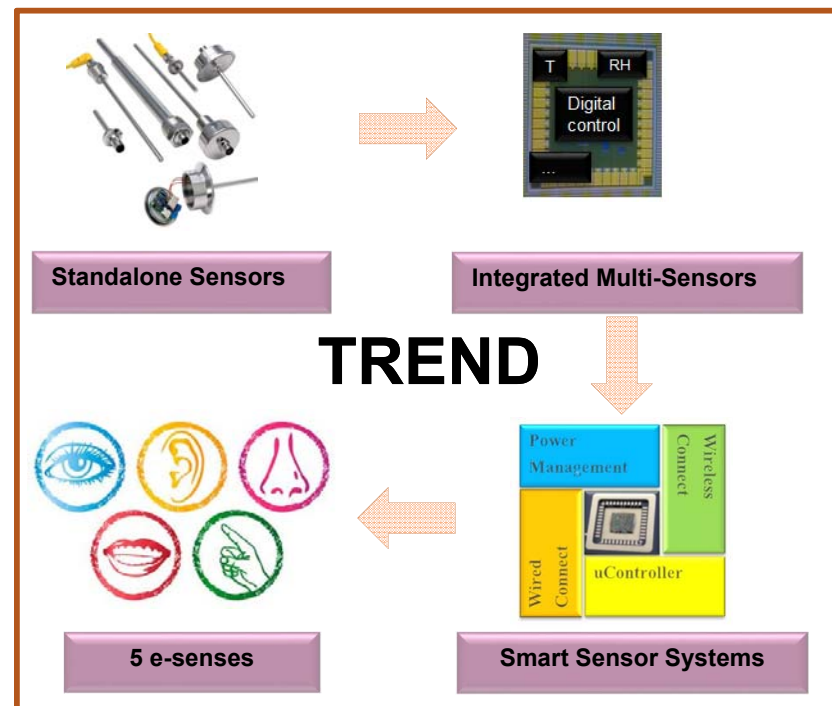 T
RH
Digital
control
...
Standalone Sensors
Integrated Multi-Sensors
TREND
Power
Management
Wireless
Connect
Wired
Connect
uController
5 e-senses
Smart Sensor Systems